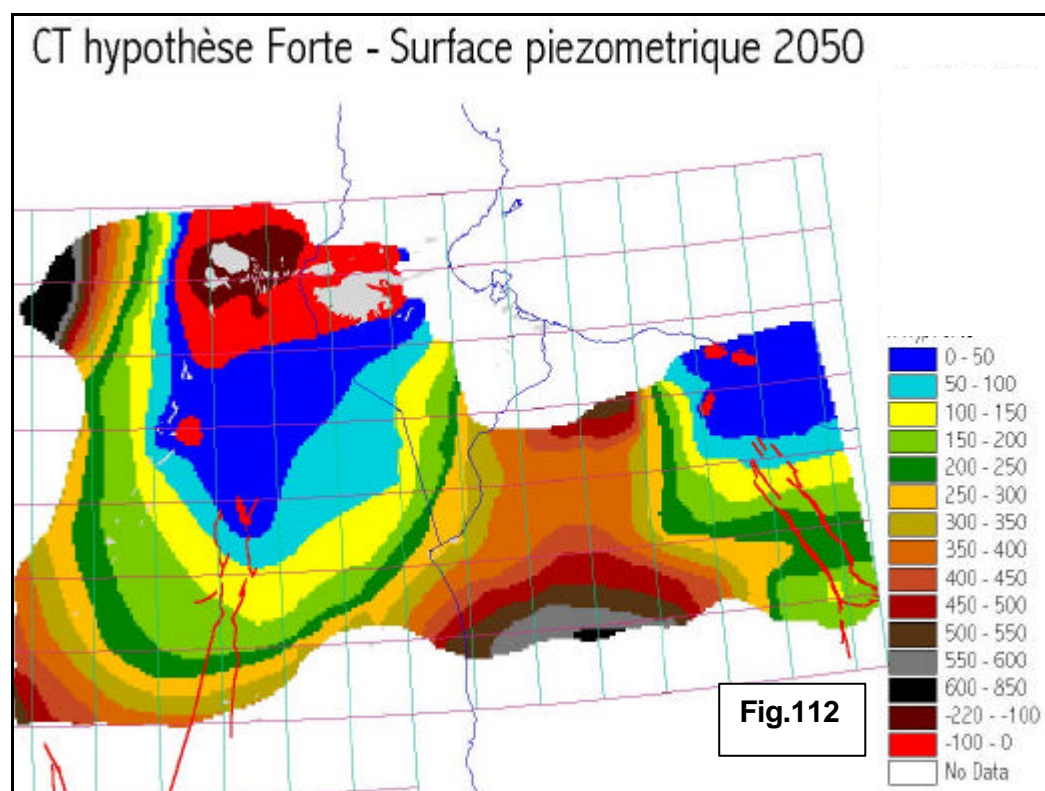 CT hypothèse Forte - Surface piezometrique 2050
0 - 50
50 - 100
100 - 150
150 - 200
200 - 250
250 - 300
300 - 350
350 - 400
400 - 450
450 - 500
500 - 550
550 - 600
600 - 850
-220 - -100
-100 - 0
No Data
Fig.112